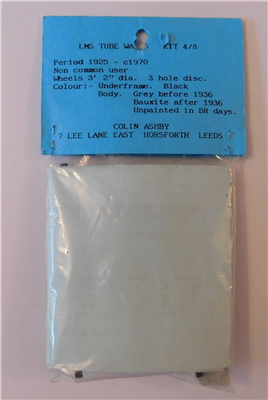 LMS TUBE KIT 4/8
Period 1925 - c1970
Non common user
Wheels 3' 2" dia. 3 hole disc.
Colour:- Underframe. Black
Body. Grey before 1936
Bauxite after 1936
Unpainted in BR days.
COLIN ASHBY
7 LEE LANE EAST HORSFORTH LEEDS